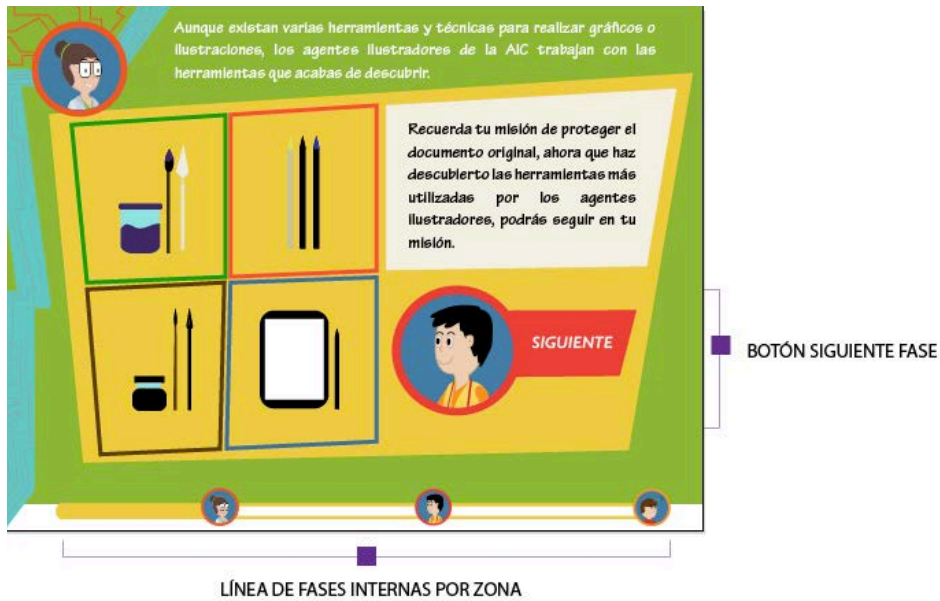 Aunque existan varias herramientas y técnicas para realizar gráficos o
ilustraciones, los agentes ilustradores de la AIC trabajan con las
herramientas que acabas de descubrir.
Recuerda tu misión de proteger el
documento original, ahora que haz
descubierto las herramientas más
utilizadas por los agentes
ilustradores, podrás seguir en tu
misión.
SIGUIENTE
BOTÓN SIGUIENTE FASE
LÍNEA DE FASES INTERNAS POR ZONA